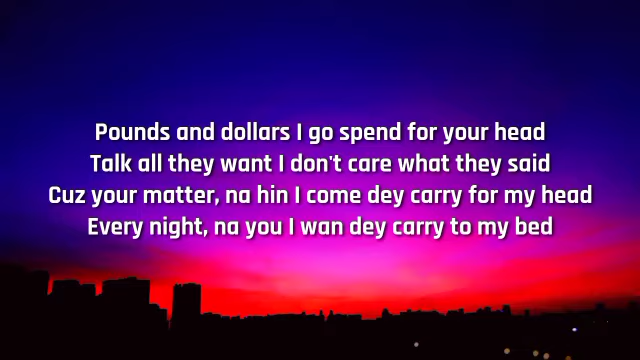 Pounds and dollars I go spend for your head
Talk all they want I don't care what they said
Cuz your matter, na hin I come dey carry for my head
Every night, na you I wan dey carry to my bed